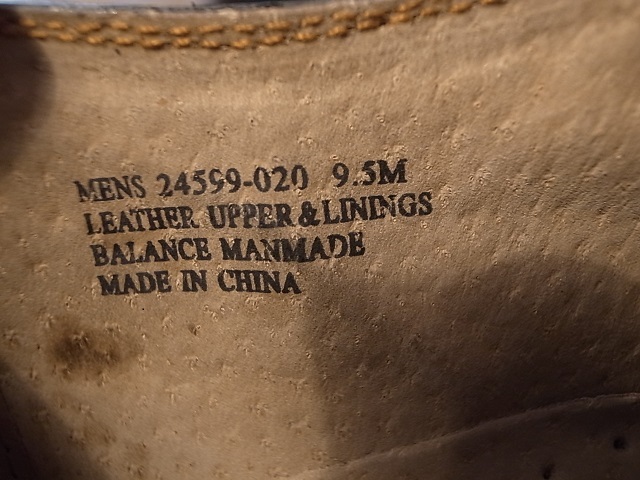 MENS 24599-020 9.5M
LEATHER UPPER & LININGS
BALANCE MANMADE
MADE IN CHINA